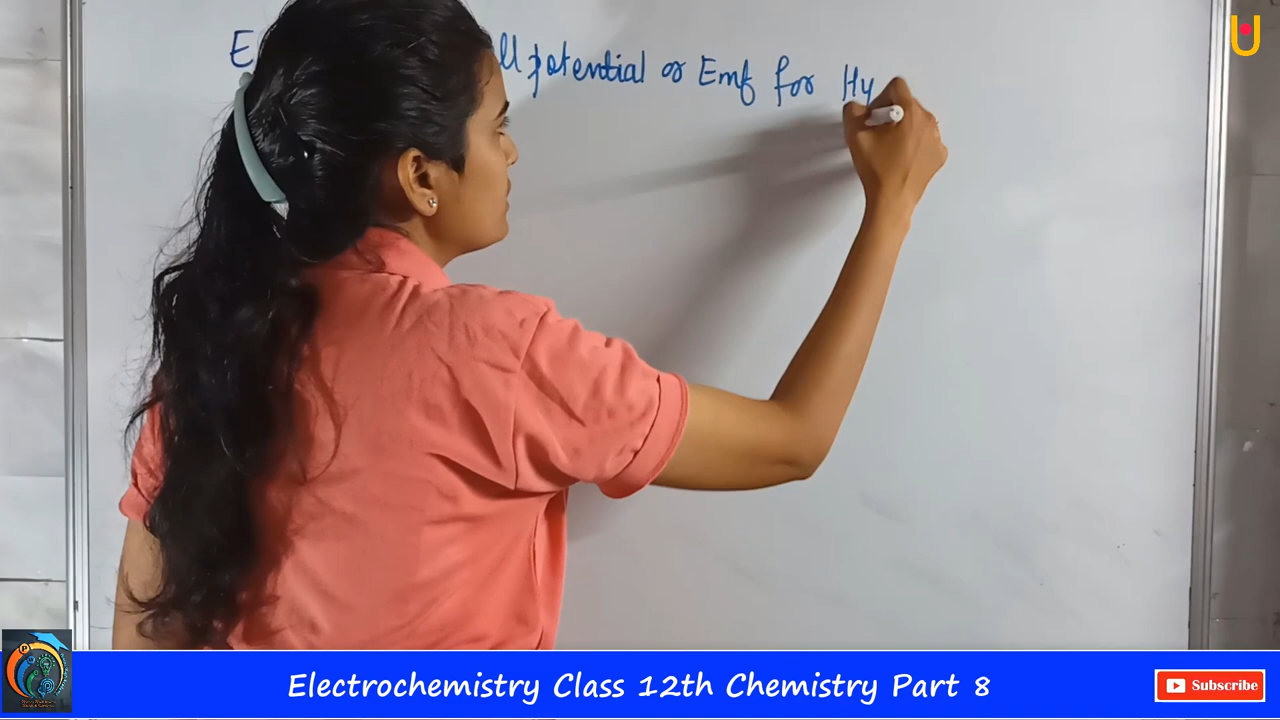 E ll potential or Emf for Hy
U
Electrochemistry Class 12th Chemistry Part 8
Subscribe